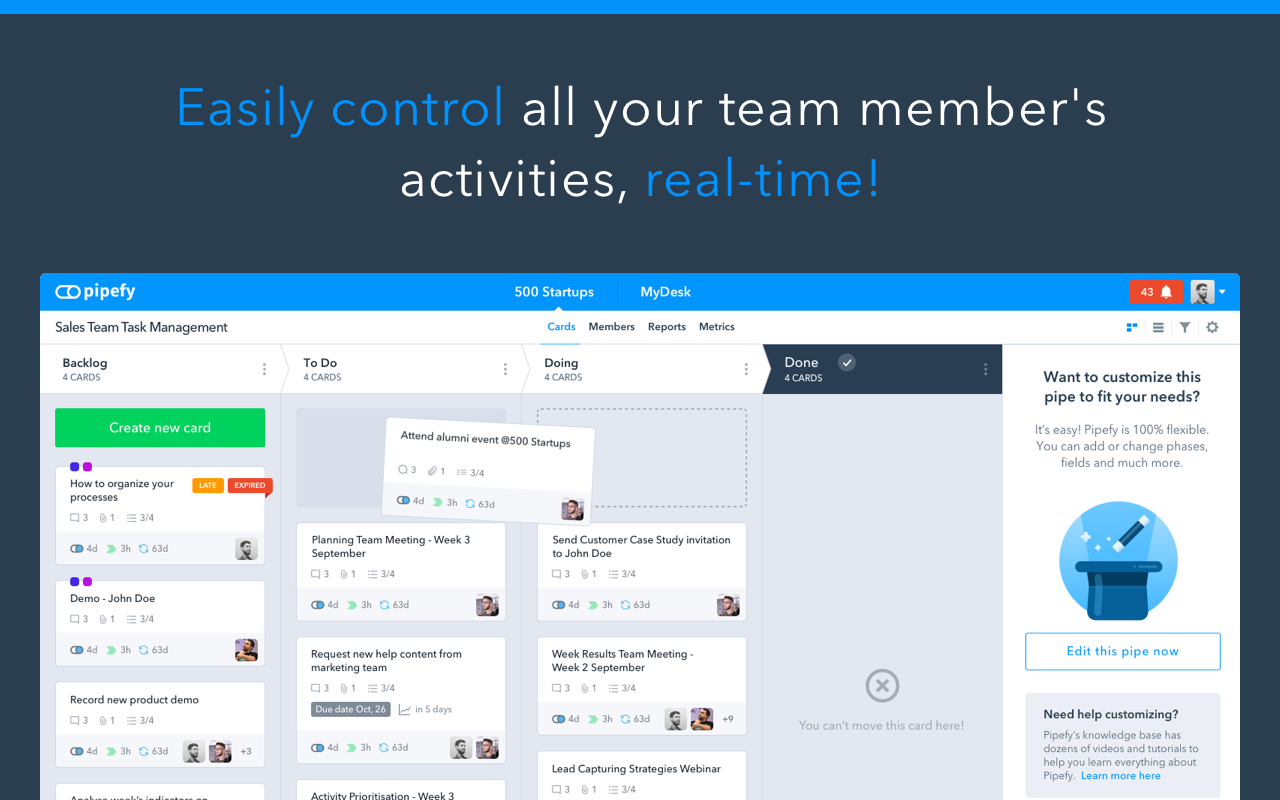 Easily control all your team member's
activities, real-time!
pipefy
500 Startups
MyDesk
43
Sales Team Task Management
Cards
Members
Reports
Metrics
Backlog
4 CARDS
To Do
4 CARDS
Doing
4 CARDS
Done
4 CARDS
Create new card
How to organize your
processes
LATE
EXPIRED
3 1 3/4
4d 3h 63d
Demo - John Doe
3 1 3/4
4d 3h 63d
Record new product demo
3 1 3/4
4d 3h 63d +3
Attend alumni event @500 Startups
3 1 3/4
4d 3h 63d
Planning Team Meeting - Week 3
September
3 1 3/4
4d 3h 63d
Request new help content from
marketing team
3 1 3/4
Due date Oct, 26 in 5 days
4d 3h 63d
Activity Prioritisation - Week 3
Send Customer Case Study invitation
to John Doe
3 1 3/4
4d 3h 63d
Week Results Team Meeting -
Week 2 September
3 1 3/4
4d 3h 63d +9
Lead Capturing Strategies Webinar
3 1 3/4
You can't move this card here!
Want to customize this
pipe to fit your needs?
It's easy! Pipefy is 100% flexible.
You can add or change phases,
fields and much more.
Edit this pipe now
Need help customizing?
Pipefy's knowledge base has
dozens of videos and tutorials to
help you learn everything about
Pipefy. Learn more here